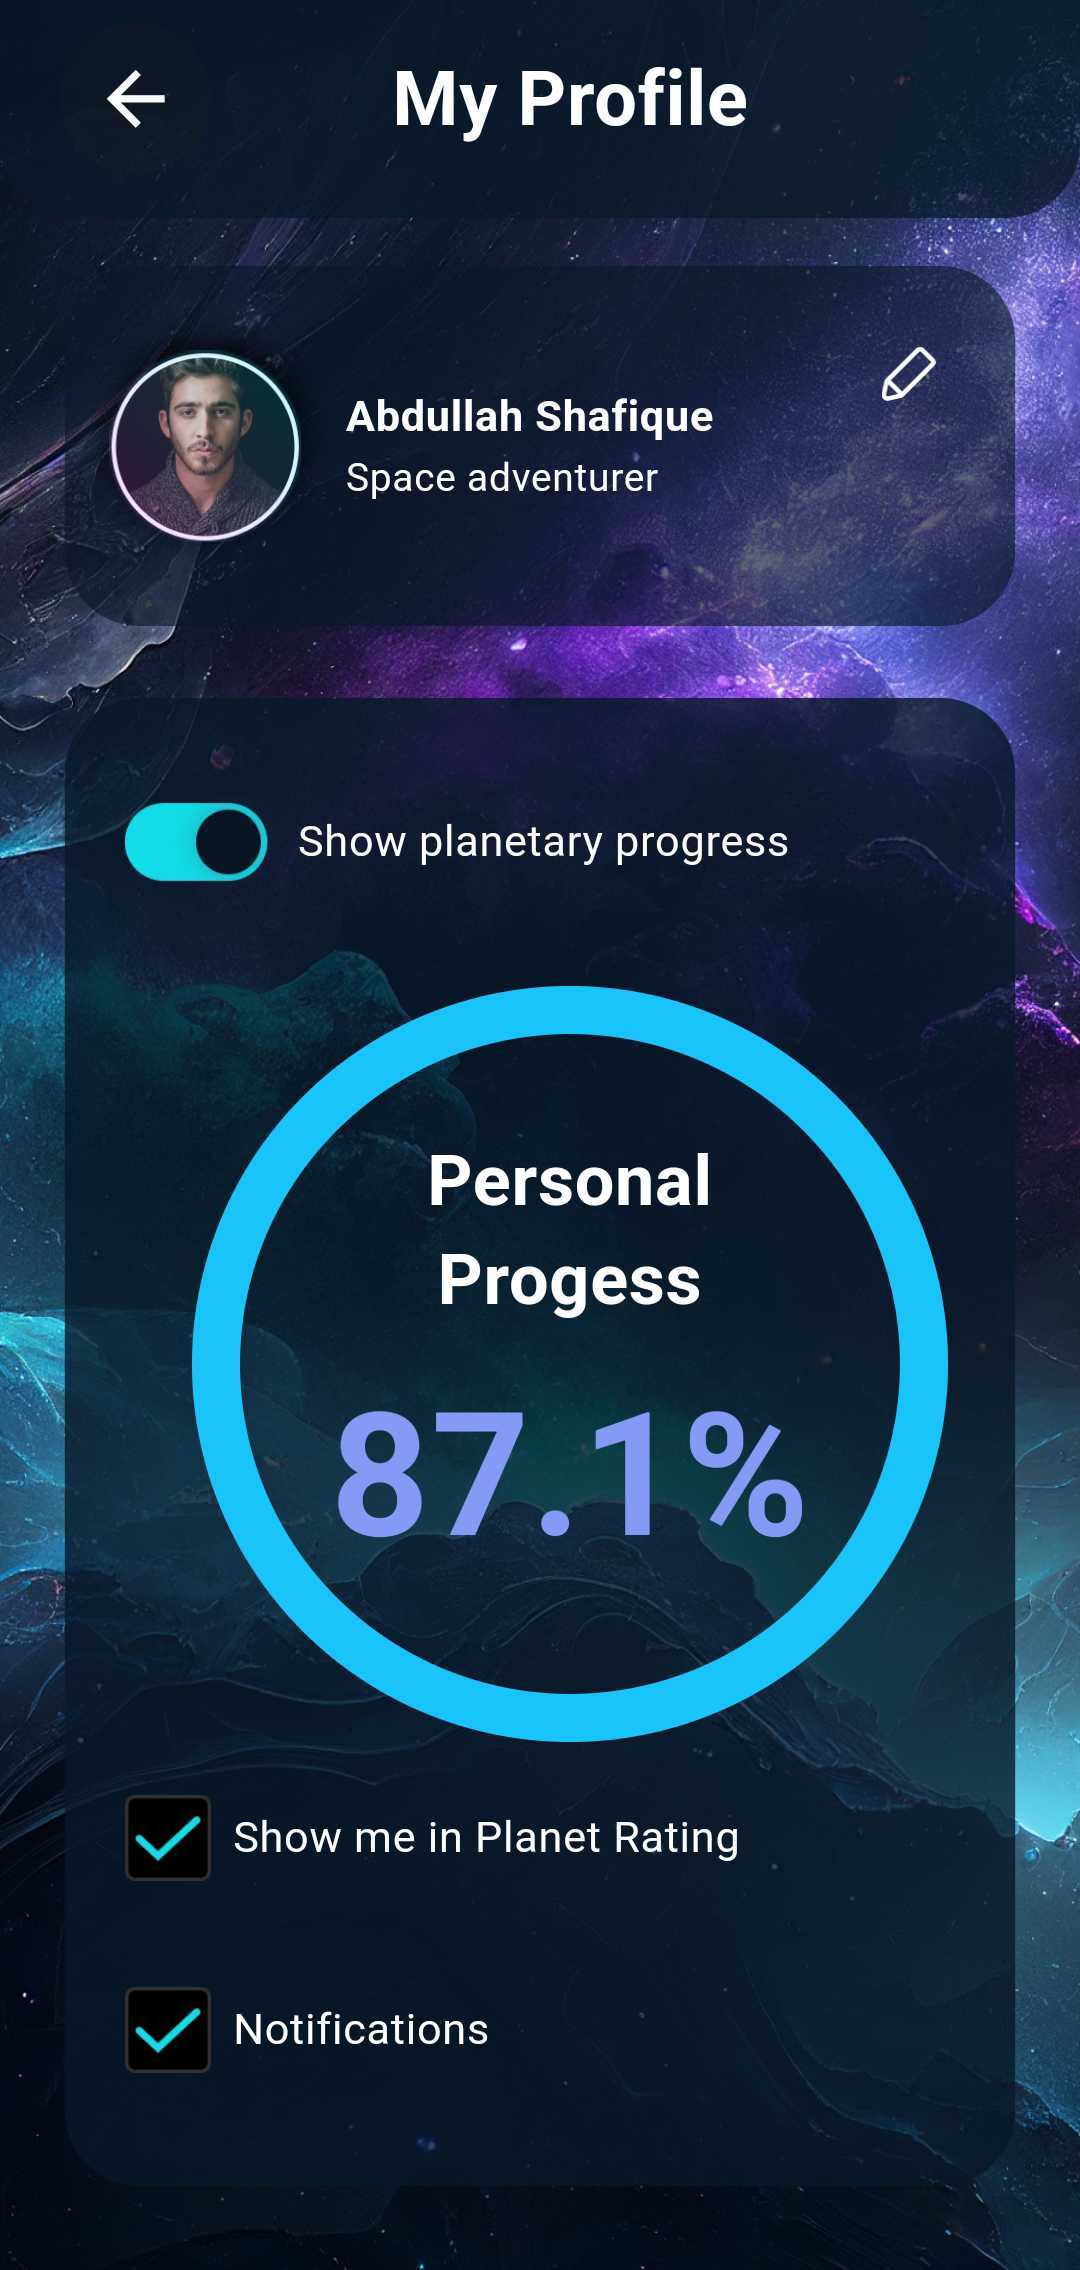 My Profile
Abdullah Shafique
Space adventurer
Show planetary progress
Personal
Progess
87.1%
Show me in Planet Rating
Notifications